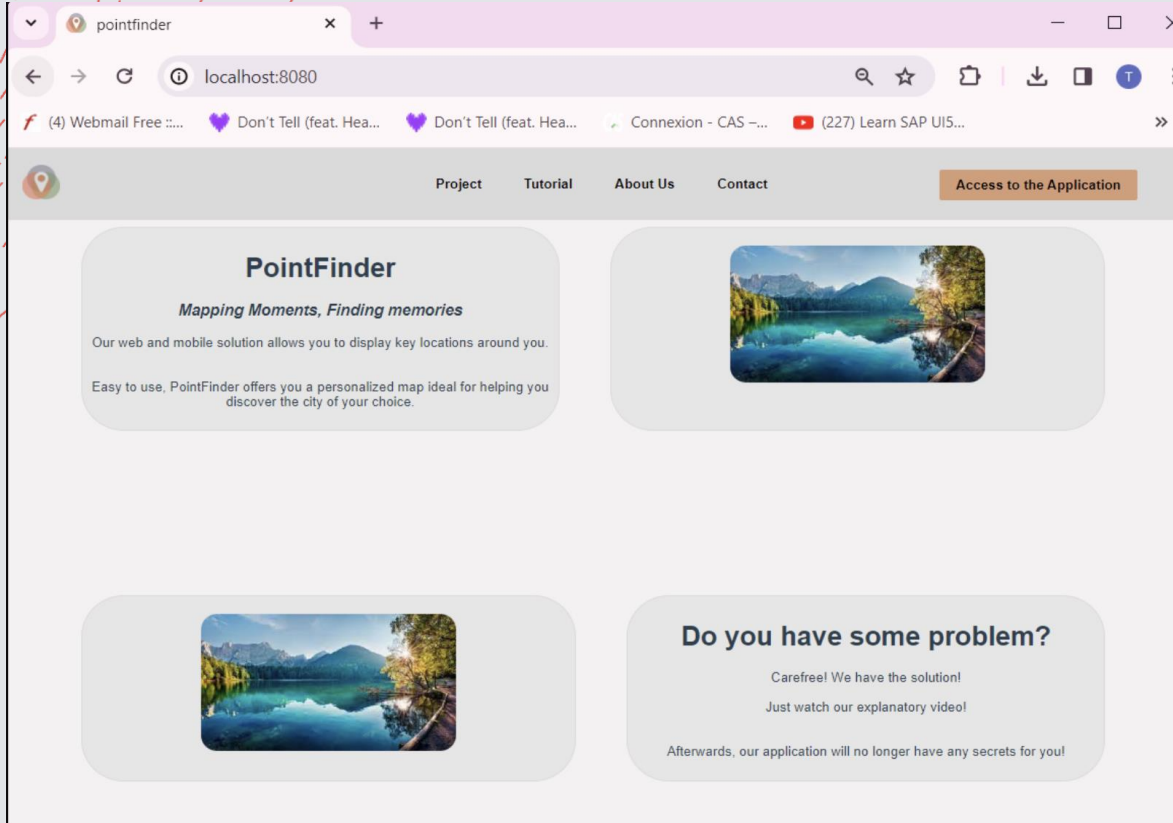 pointfinder
localhost:8080
T
(4) Webmail Free ::...
Don't Tell (feat. Hea...
Don't Tell (feat. Hea...
Connexion - CAS –...
(227) Learn SAP UI5...
Project
Tutorial
About Us
Contact
Access to the Application
PointFinder
Mapping Moments, Finding memories
Our web and mobile solution allows you to display key locations around you.
Easy to use, PointFinder offers you a personalized map ideal for helping you
discover the city of your choice.
Do you have some problem?
Carefree! We have the solution!
Just watch our explanatory video!
Afterwards, our application will no longer have any secrets for you!